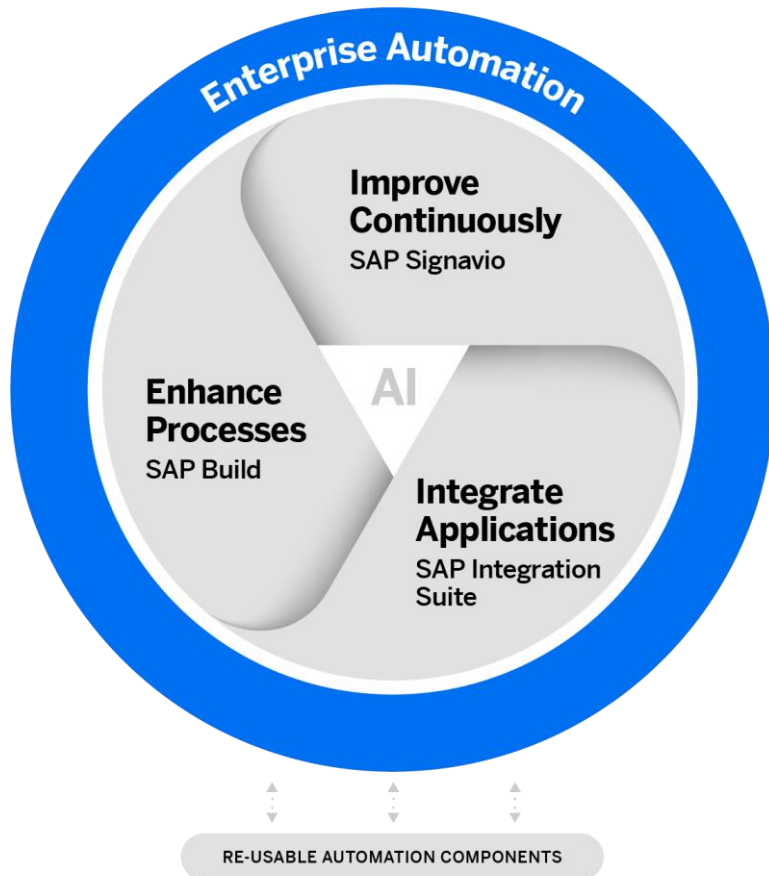 Enterprise Automation
Improve
Continuously
SAP Signavio
AI
Enhance
Processes
SAP Build
Integrate
Applications
SAP Integration
Suite
RE-USABLE AUTOMATION COMPONENTS